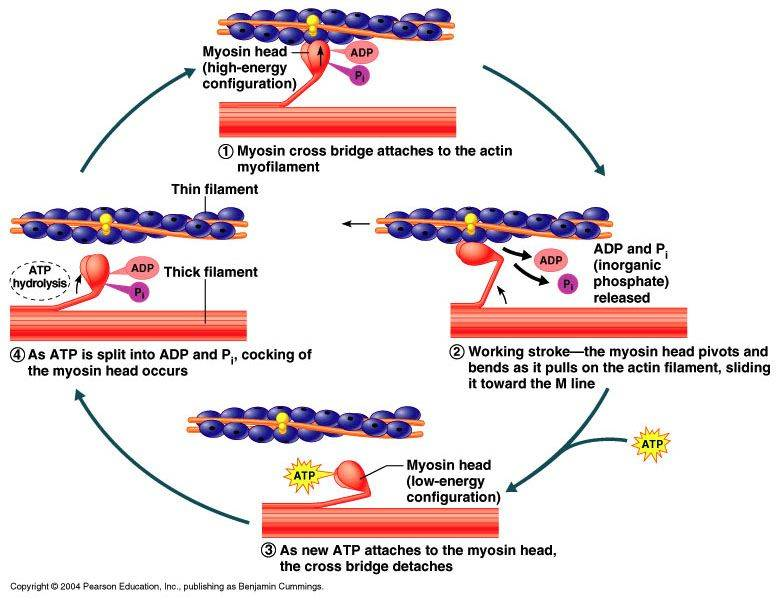 Myosin head
(high-energy
configuration)
ADP
Pi
① Myosin cross bridge attaches to the actin
myofilament
Thin filament
ADP and Pi
(inorganic
phosphate)
released
ADP
Pi
② Working stroke—the myosin head pivots and
bends as it pulls on the actin filament, sliding
it toward the M line
ATP
hydrolysis
ADP
Pi
Thick filament
④ As ATP is split into ADP and Pi, cocking of
the myosin head occurs
ATP
ATP
Myosin head
(low-energy
configuration)
③ As new ATP attaches to the myosin head,
the cross bridge detaches
Copyright © 2004 Pearson Education, Inc., publishing as Benjamin Cummings.